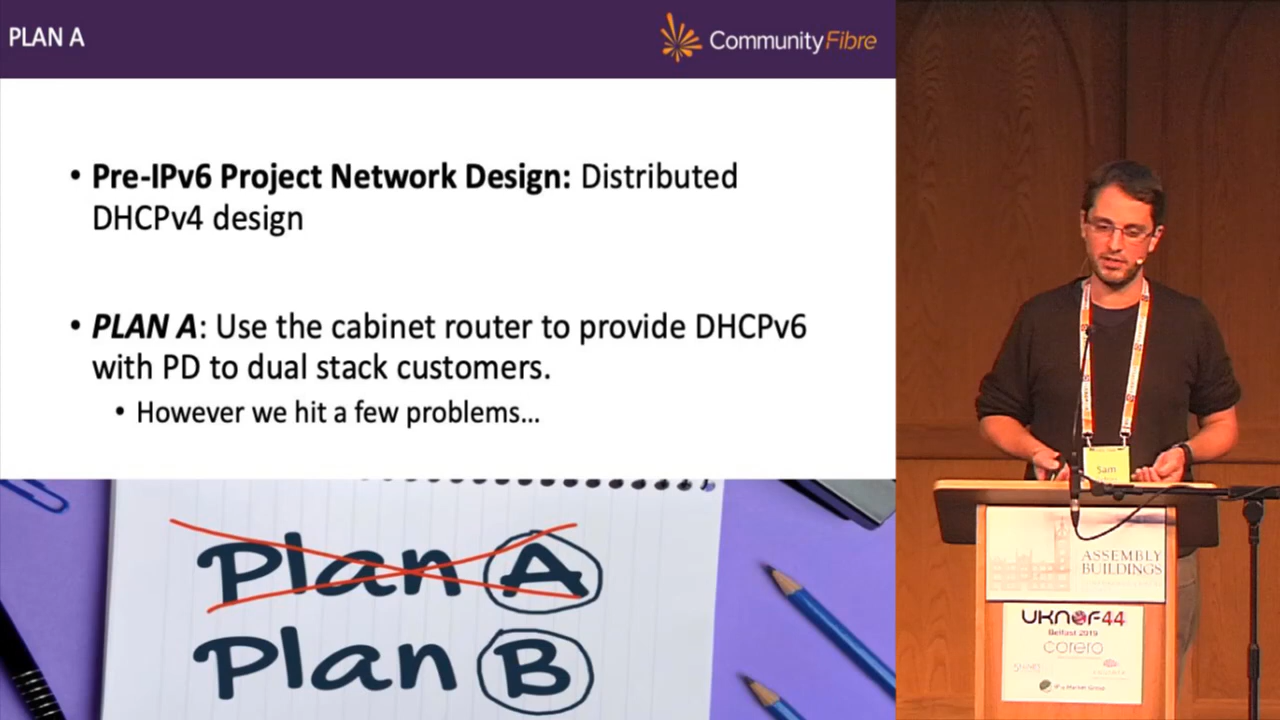 PLAN A
Community Fibre
• Pre-IPv6 Project Network Design: Distributed
DHCPv4 design
• PLAN A: Use the cabinet router to provide DHCPv6
with PD to dual stack customers.
• However we hit a few problems...
Plan A
Plan B
Sam
ASSEMBLY
BUILDINGS
UKNOF44
Belfast 2019
corero